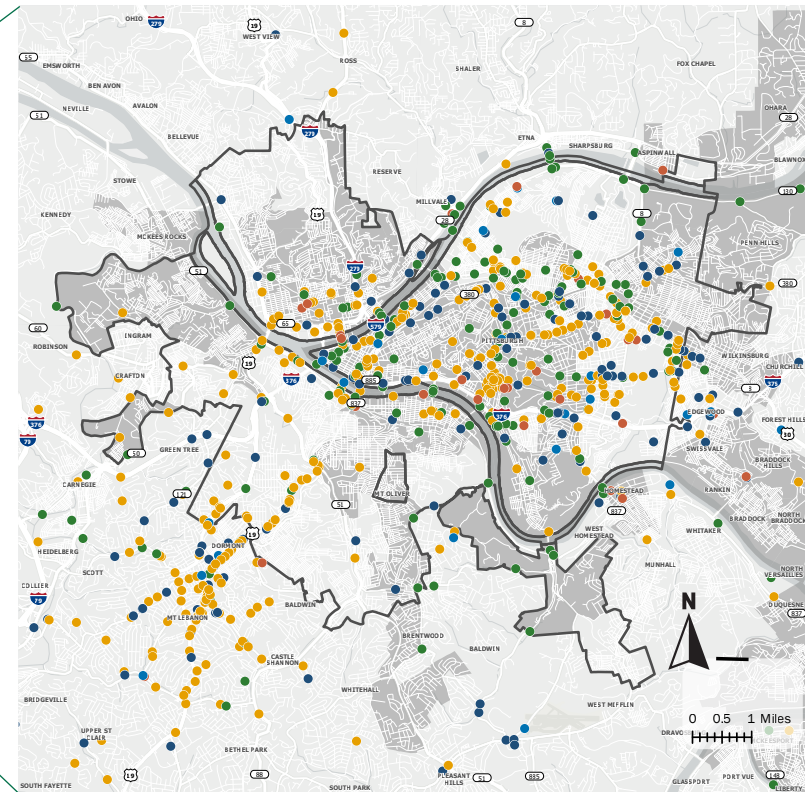 OHIO
279
19
WEST VIEW
8
ROSS
55
EMSWORTH
SHALER
FOX CHAPEL
BEN AVON
AVALON
NEVILLE
51
OHARA
28
BELLEVUE
279
ETNA
SHARPSBURG
ASPINWALL
BLAWNOX
STOWE
RESERVE
130
MILLVALE
KENNEDY
19
28
8
MCKEES ROCKS
PENN HILLS
51
279
380
380
65
579
60
INGRAM
PITTSBURGH
ROBINSON
WILKINSBURG
19
CHURCHILL
CRAFTON
376
885
376
3
837
376
EDGEWOOD
376
FOREST HILLS
30
79
GREEN TREE
SWISSVALE
50
BRADDOCK
HILLS
CARNEGIE
121
MT OLIVER
HOMESTEAD
RANKIN
51
837
NORTH
BRADDOCK
BRADDOCK
WEST
HOMESTEAD
WHITAKER
HEIDELBERG
19
DORMONT
MUNHALL
SCOTT
NORTH
VERSAILLES
COLLIER
79
BALDWIN
N
DUQUESNE
837
MT LEBANON
BRENTWOOD
BALDWIN
CASTLE
SHANNON
WHITEHALL
BRIDGEVILLE
WEST MIFFLIN
0 0.5 1 Miles
UPPER ST
CLAIR
DRAVO
MCKEESPORT
BETHEL PARK
19
88
PLEASANT
HILLS
51
885
PORT VUE
148
SOUTH FAYETTE
SOUTH PARK
GLASSPORT
LIBERTY